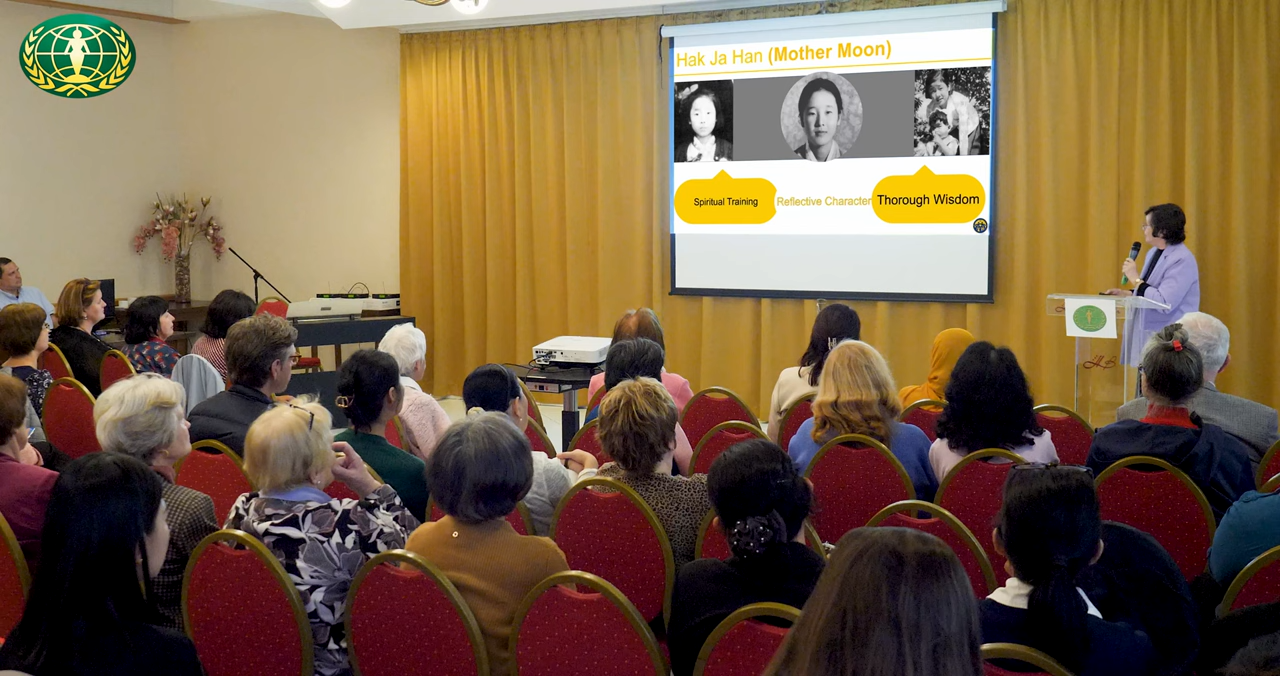 Hak Ja Han (Mother Moon)
Spiritual Training
Reflective Character
Thorough Wisdom